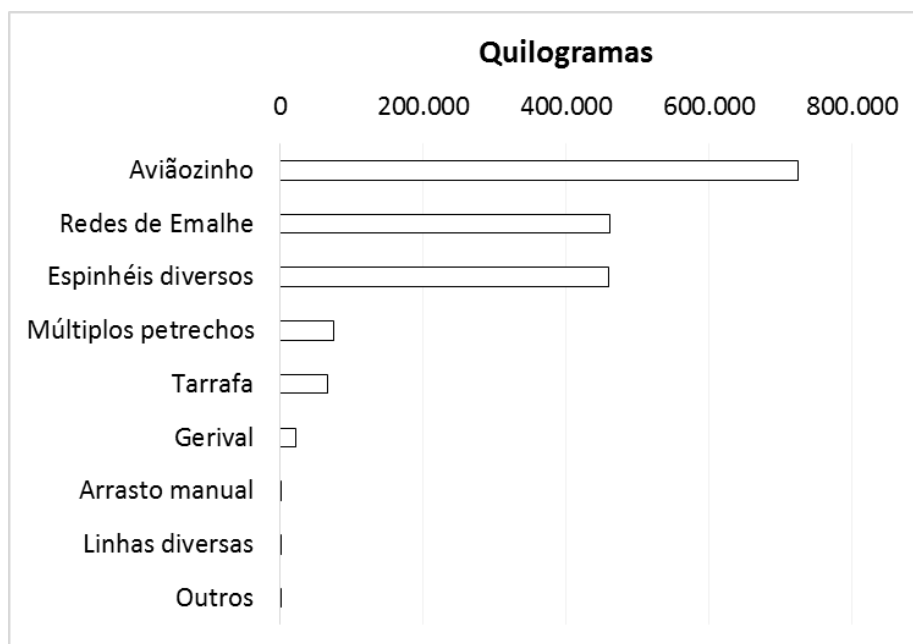 Quilogramas
0 200.000 400.000 600.000 800.000
Aviãozinho
Redes de Emalhe
Espinhéis diversos
Múltiplos petrechos
Tarrafa
Gerival
Arrasto manual
Linhas diversas
Outros